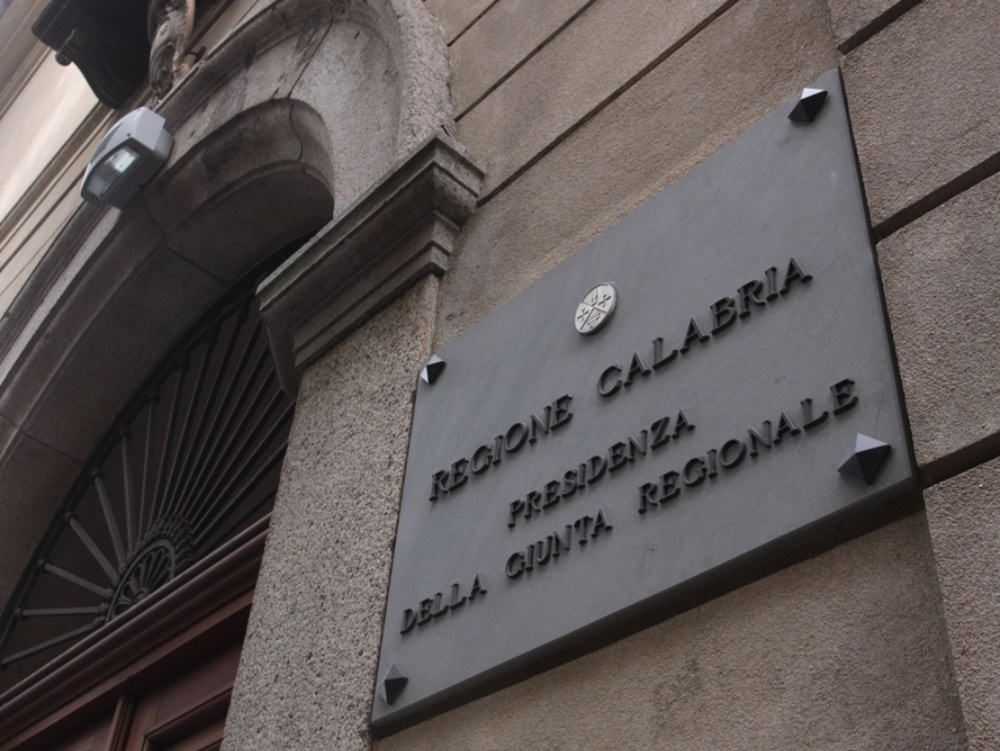 REGIONE CALABRIA
PRESIDENZA
DELLA GIUNTA REGIONALE